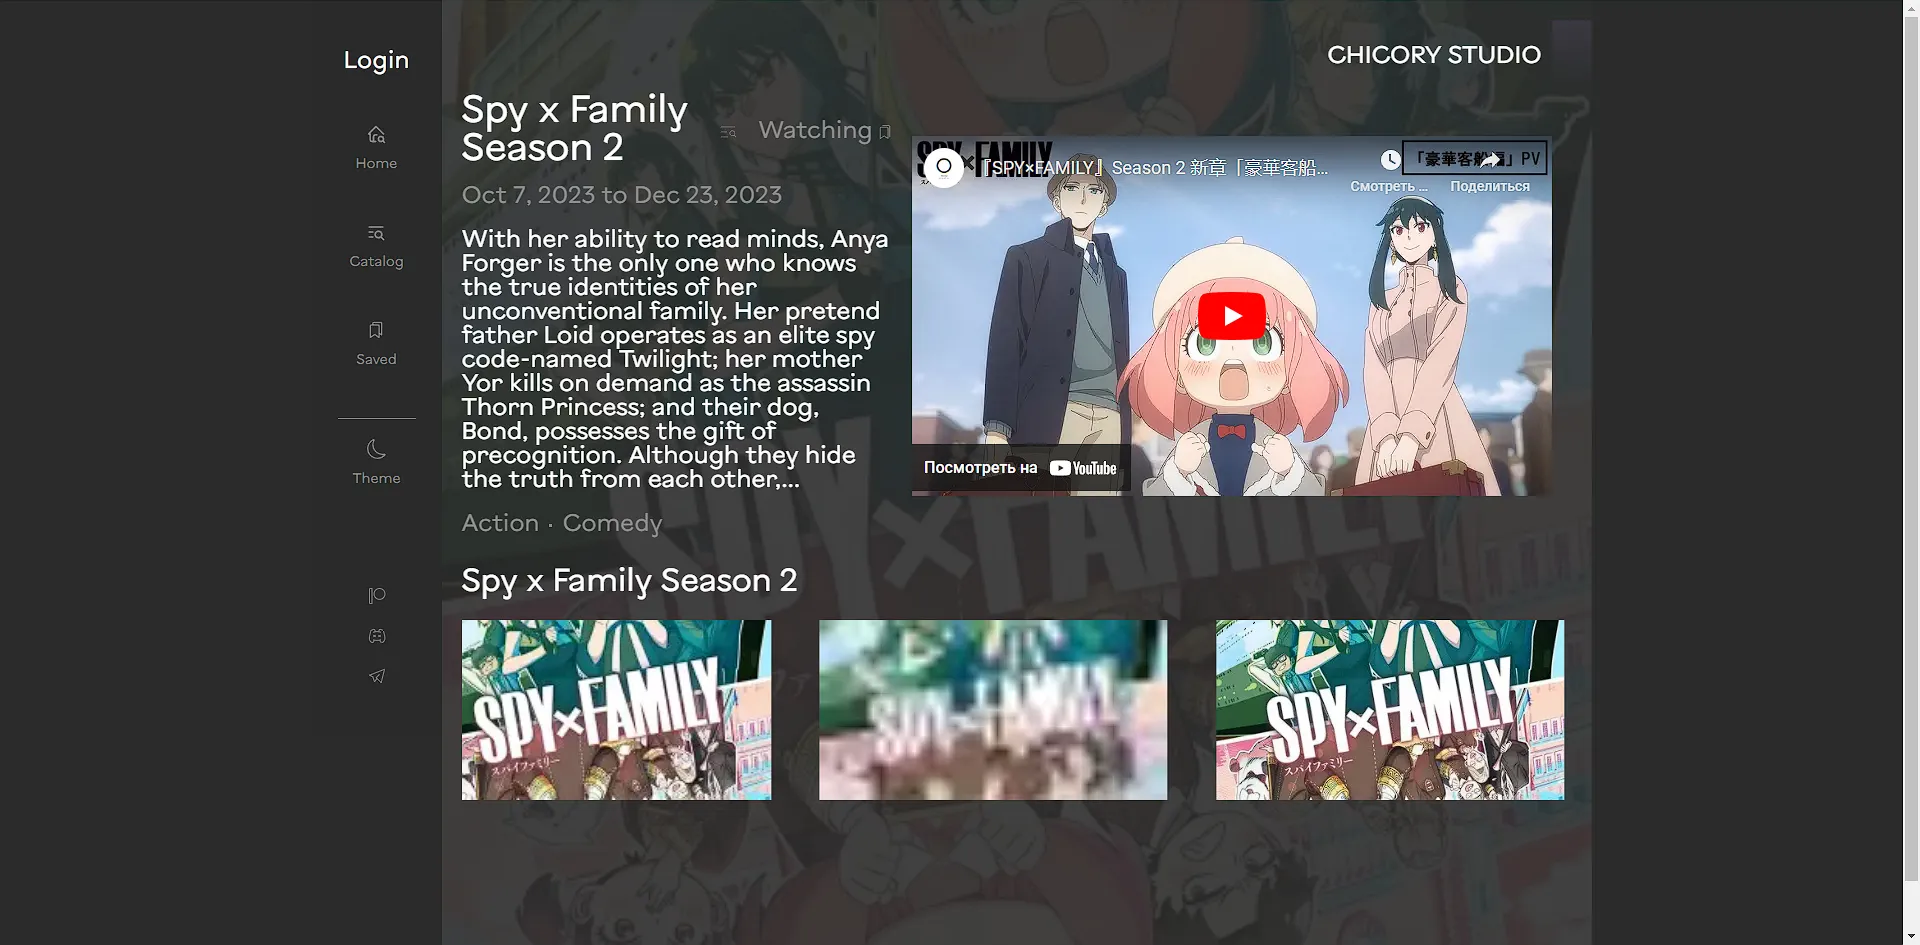 Login
Home
Catalog
Saved
Theme
CHICORY STUDIO
Spy x Family
Season 2
Watching
Oct 7, 2023 to Dec 23, 2023
With her ability to read minds, Anya
Forger is the only one who knows
the true identities of her
unconventional family. Her pretend
father Loid operates as an elite spy
code-named Twilight; her mother
Yor kills on demand as the assassin
Thorn Princess; and their dog,
Bond, possesses the gift of
precognition. Although they hide
the truth from each other,...
Action · Comedy
『SPY×FAMILY』Season 2 新章「豪華客船...
「豪華客船」PV
Смотреть ...
Поделиться
Посмотреть на YouTube
SPY×FAMILY
Spy x Family Season 2
SPY×FAMILY
スパイファミリー
SPY×FAMILY
SPY×FAMILY
スパイファミリー